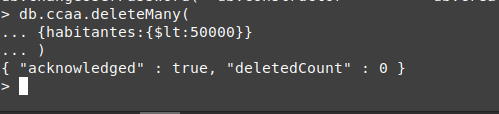 > db.ccaa.deleteMany(
... {habitantes:{$lt:50000}}
... )
{ "acknowledged" : true, "deletedCount" : 0 }
>